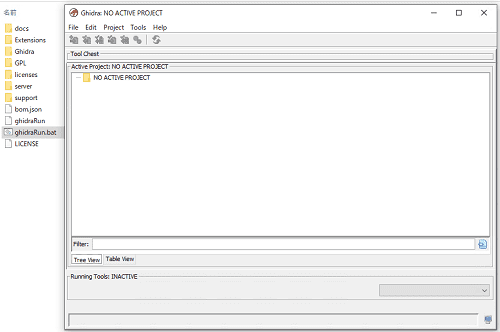 名前
docs
Extensions
Ghidra
GPL
licenses
server
support
bom.json
ghidraRun
ghidraRun.bat
LICENSE
Ghidra: NO ACTIVE PROJECT
File Edit Project Tools Help
Tool Chest
Active Project: NO ACTIVE PROJECT
NO ACTIVE PROJECT
Filter:
Tree View Table View
Running Tools: INACTIVE